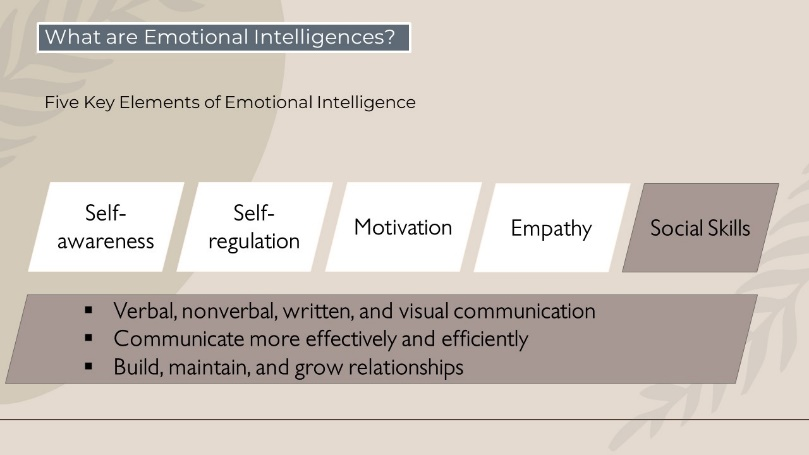 What are Emotional Intelligences?
Five Key Elements of Emotional Intelligence
Self-
awareness
Self-
regulation
Motivation
Empathy
Social Skills
▪ Verbal, nonverbal, written, and visual communication
▪ Communicate more effectively and efficiently
▪ Build, maintain, and grow relationships